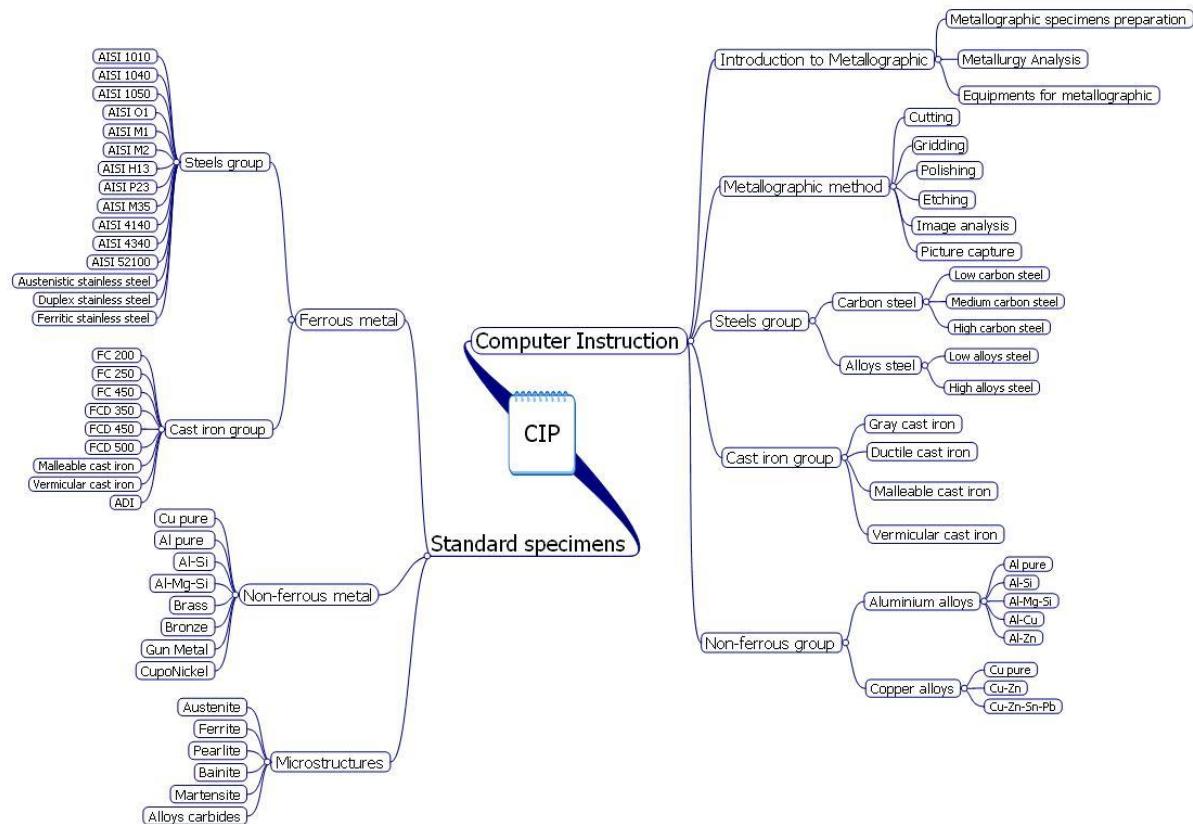 CIP
Computer Instruction
Introduction to Metallographic
Metallographic specimens preparation
Metallurgy Analysis
Equipments for metallographic
Metallographic method
Cutting
Gridding
Polishing
Etching
Image analysis
Picture capture
Steels group
Carbon steel
Low carbon steel
Medium carbon steel
High carbon steel
Alloys steel
Low alloys steel
High alloys steel
Cast iron group
Gray cast iron
Ductile cast iron
Malleable cast iron
Vermicular cast iron
Non-ferrous group
Aluminium alloys
Al pure
Al-Si
Al-Mg-Si
Al-Cu
Al-Zn
Copper alloys
Cu pure
Cu-Zn
Cu-Zn-Sn-Pb
Standard specimens
Ferrous metal
Steels group
AISI 1010
AISI 1040
AISI 1050
AISI O1
AISI M1
AISI M2
AISI H13
AISI P23
AISI M35
AISI 4140
AISI 4340
AISI 52100
Austenistic stainless steel
Duplex stainless steel
Ferritic stainless steel
Cast iron group
FC 200
FC 250
FC 450
FCD 350
FCD 450
FCD 500
Malleable cast iron
Vermicular cast iron
ADI
Non-ferrous metal
Cu pure
Al pure
Al-Si
Al-Mg-Si
Brass
Bronze
Gun Metal
CupoNickel
Microstructures
Austenite
Ferrite
Pearlite
Bainite
Martensite
Alloys carbides